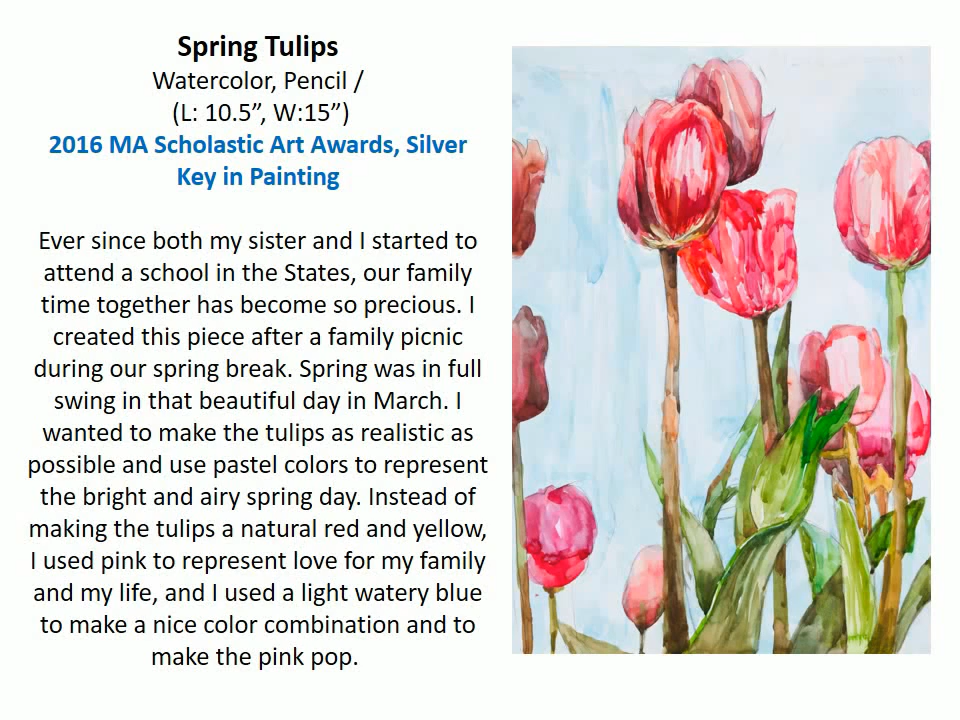 Spring Tulips
Watercolor, Pencil /
(L: 10.5”, W:15”)
2016 MA Scholastic Art Awards, Silver
Key in Painting
Ever since both my sister and I started to
attend a school in the States, our family
time together has become so precious. I
created this piece after a family picnic
during our spring break. Spring was in full
swing in that beautiful day in March. I
wanted to make the tulips as realistic as
possible and use pastel colors to represent
the bright and airy spring day. Instead of
making the tulips a natural red and yellow,
I used pink to represent love for my family
and my life, and I used a light watery blue
to make a nice color combination and to
make the pink pop.